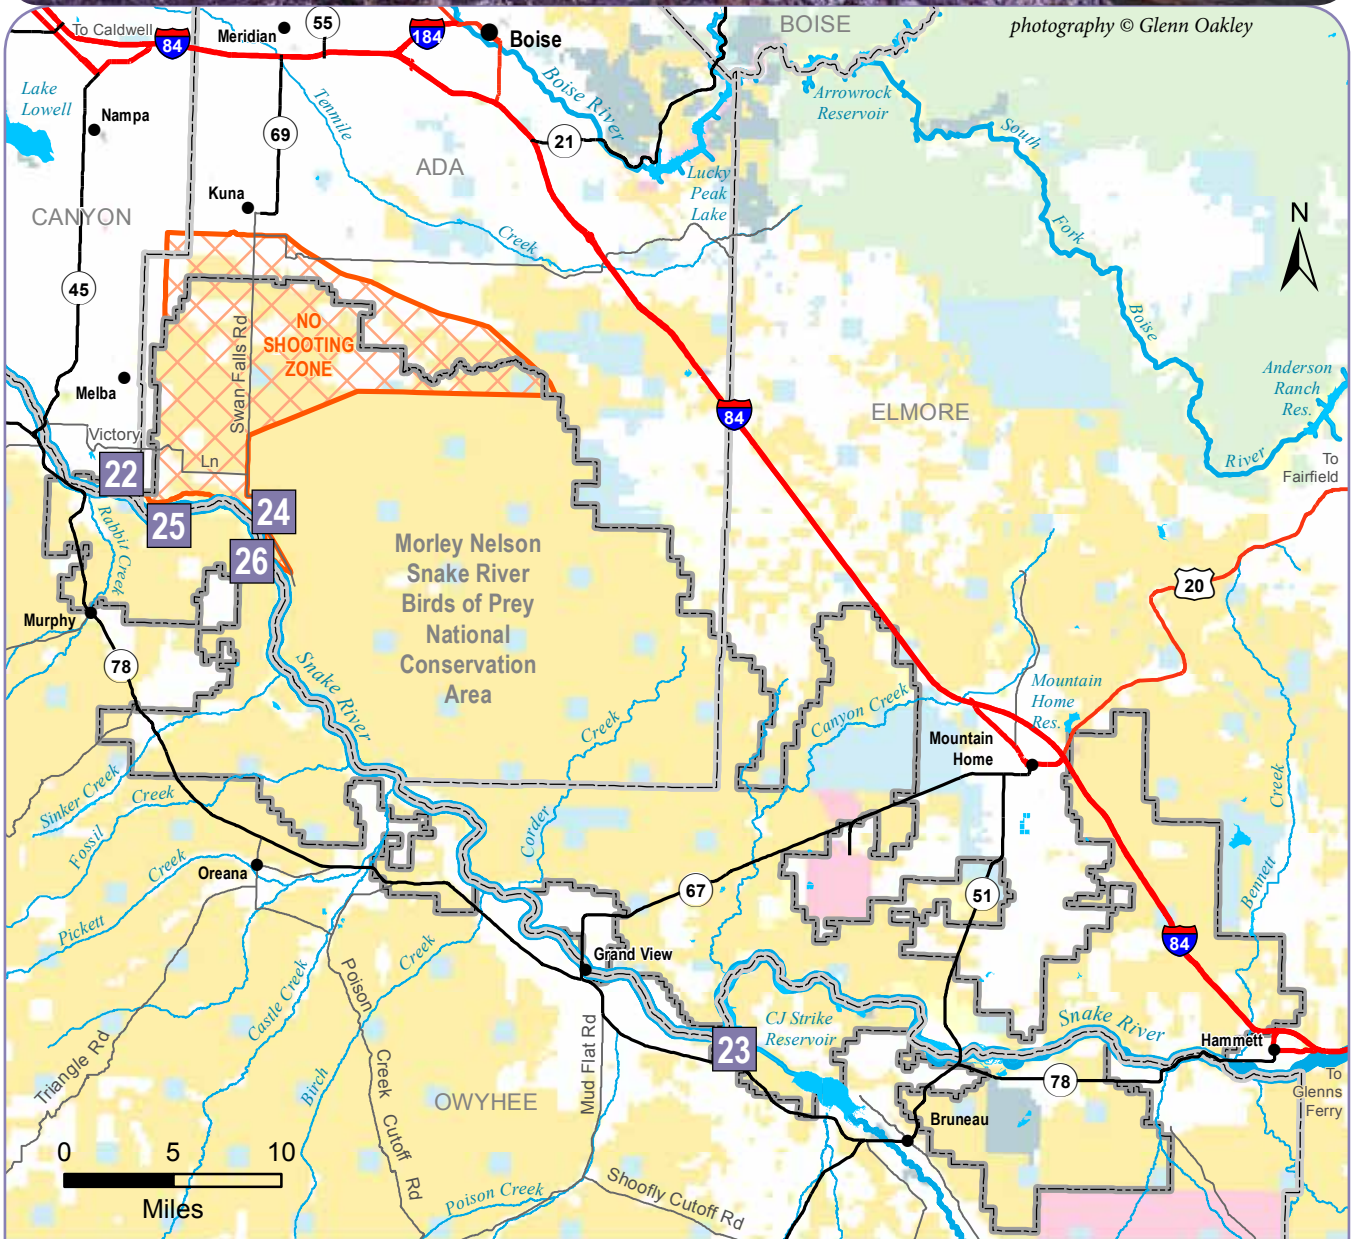 photography © Glenn Oakley
BOISE
To Caldwell
84
Meridian
55
184
Boise
Lake
Lowell
Nampa
69
Tenmile
Boise River
21
Arrowrock
Reservoir
South
Fork
Boise
River
ADA
Lucky
Peak
Lake
Kuna
CANYON
Creek
N
45
NO
SHOOTING
ZONE
Swan Falls Rd
Anderson
Ranch
Res.
Melba
84
ELMORE
Victory
Ln
To
Fairfield
22
25
24
26
Rabbit Creek
Morley Nelson
Snake River
Birds of Prey
National
Conservation
Area
20
Murphy
78
Snake River
Creek
Corder
Canyon Creek
Mountain
Home
Res.
Mountain
Home
Sinker Creek
Creek
Fossil
Creek
Pickett
Oreana
67
51
Creek
Bennett
84
Grand View
Creek
Birch
Castle Creek
Poison
Creek
Cutoff
Rd
Triangle Rd
Mud Flat Rd
23
CJ Strike
Reservoir
Snake River
Hammett
78
To
Glenns
Ferry
OWYHEE
Bruneau
0 5 10
Miles
Poison Creek
Shoofly Cutoff Rd